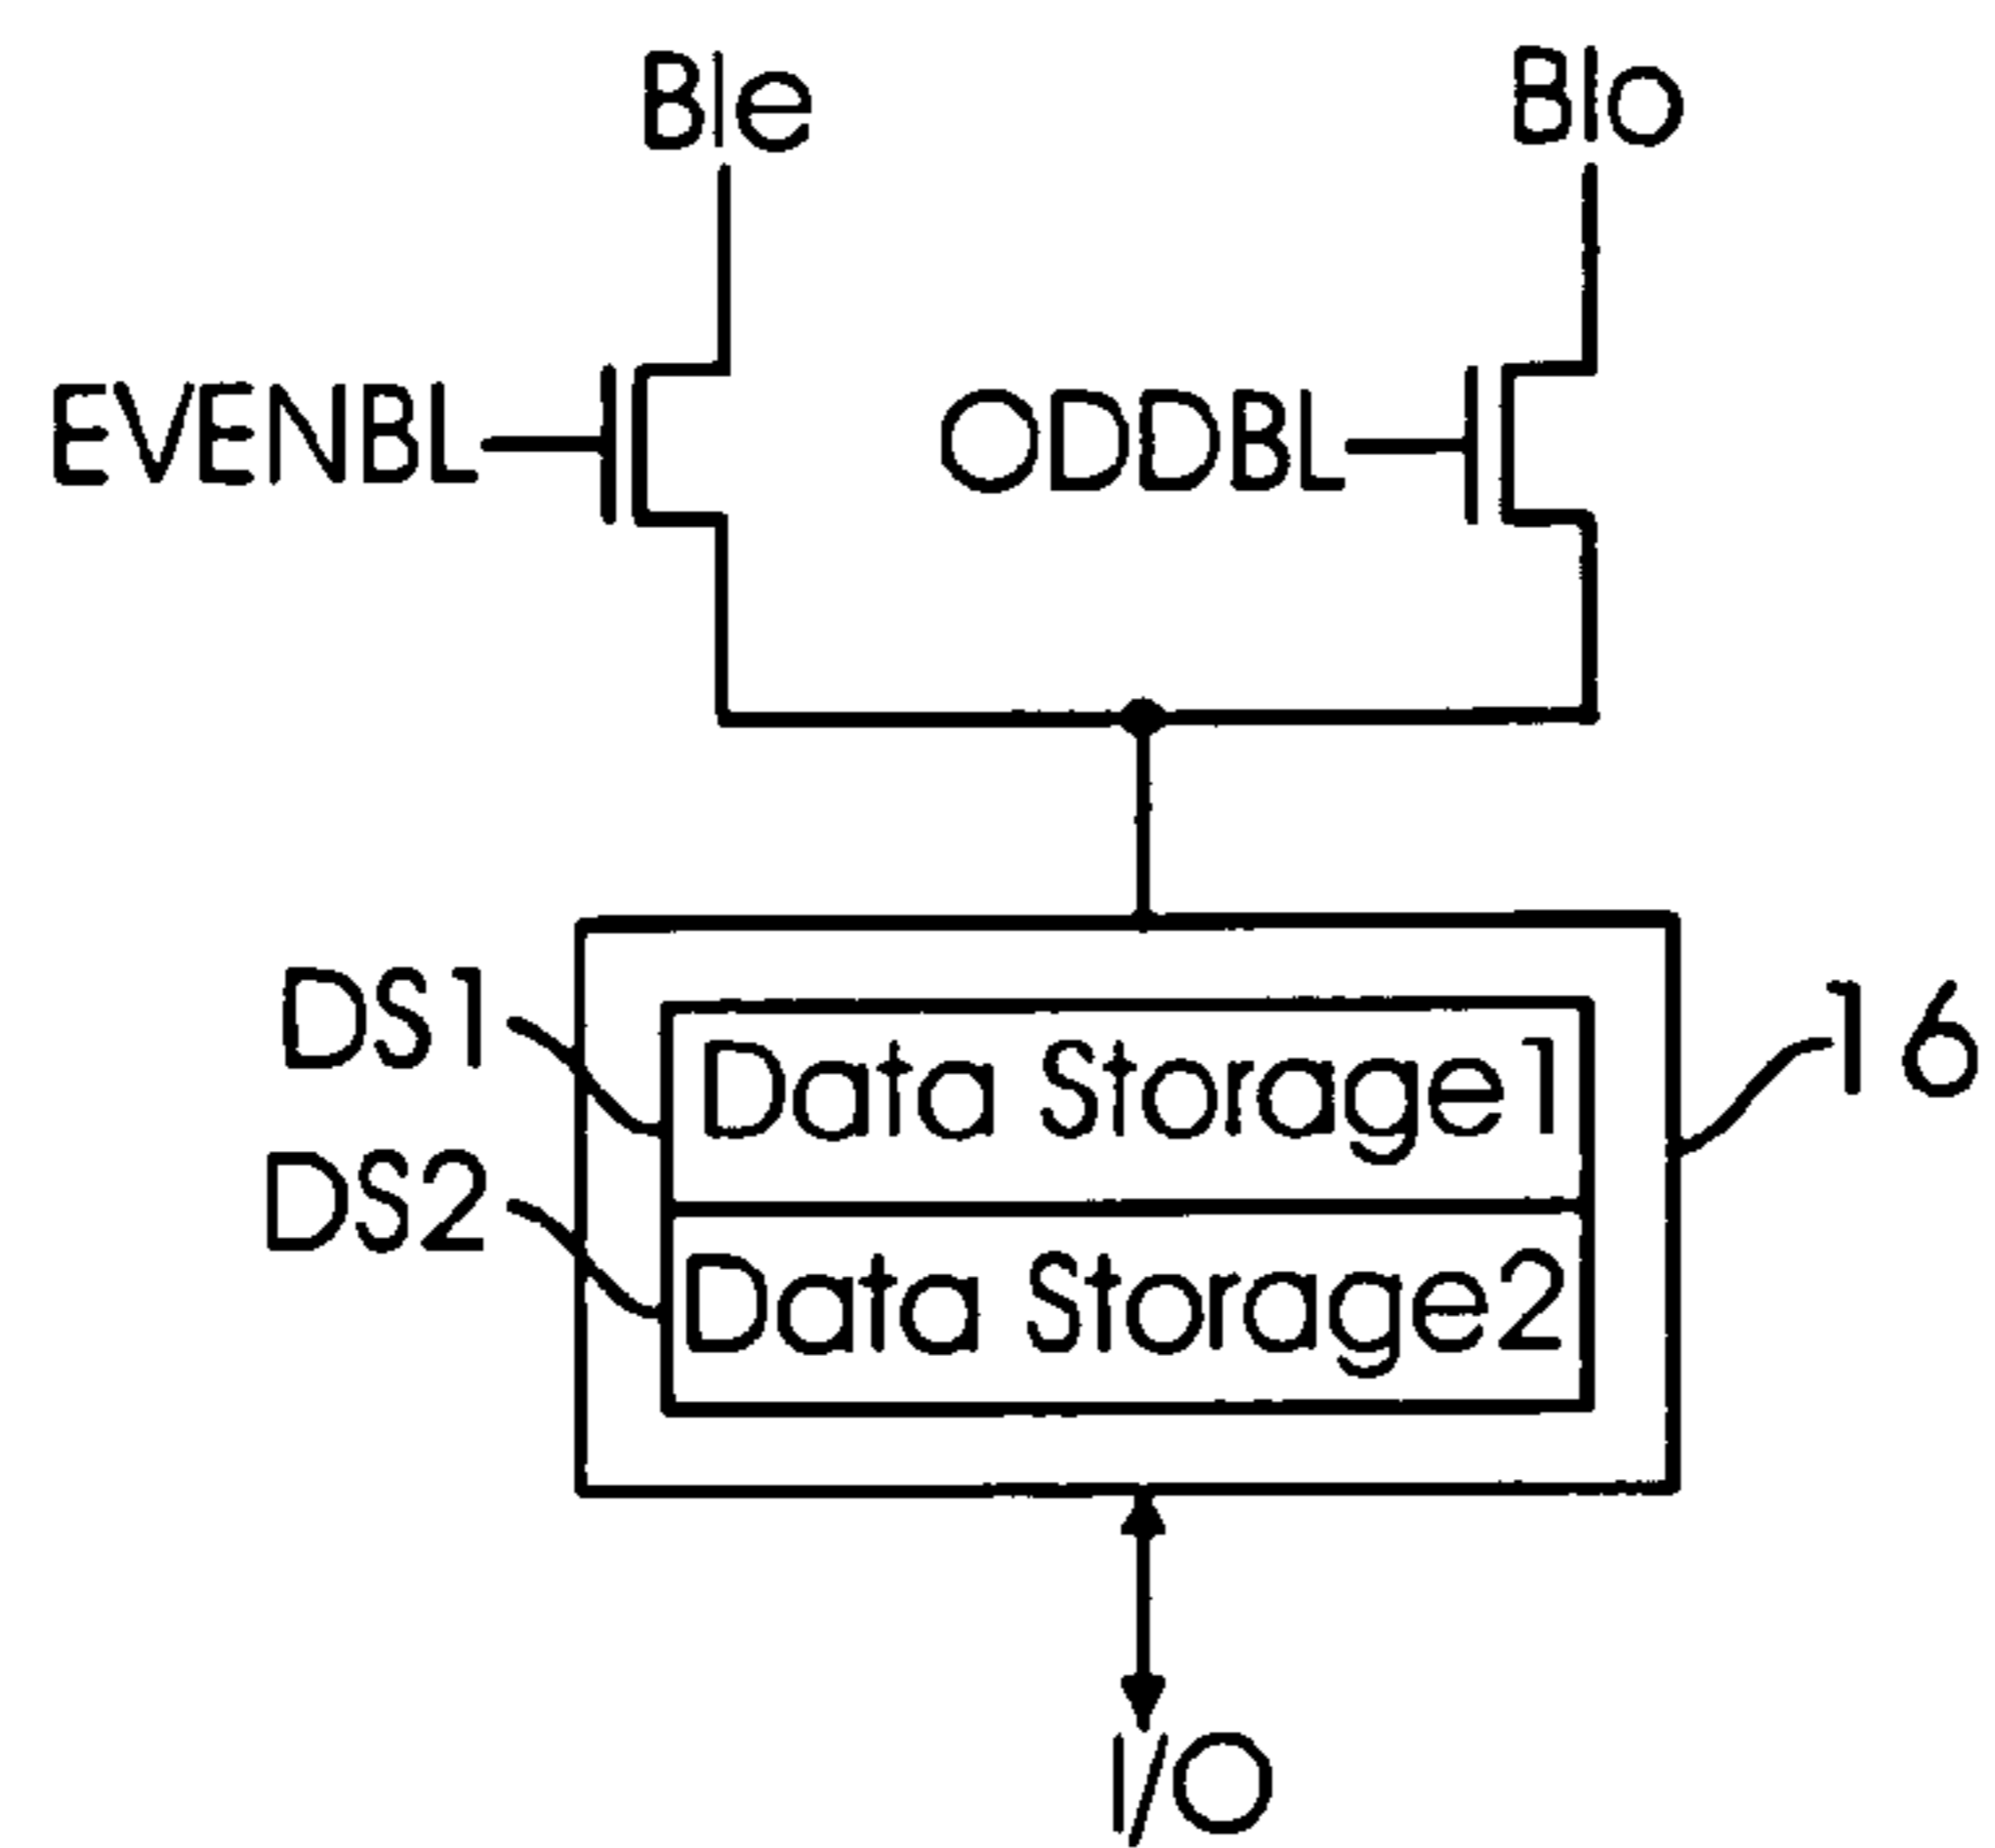 Ble
Blo
EVENBL
ODDBL
DS1
Data Storage1
16
DS2
Data Storage2
I/O